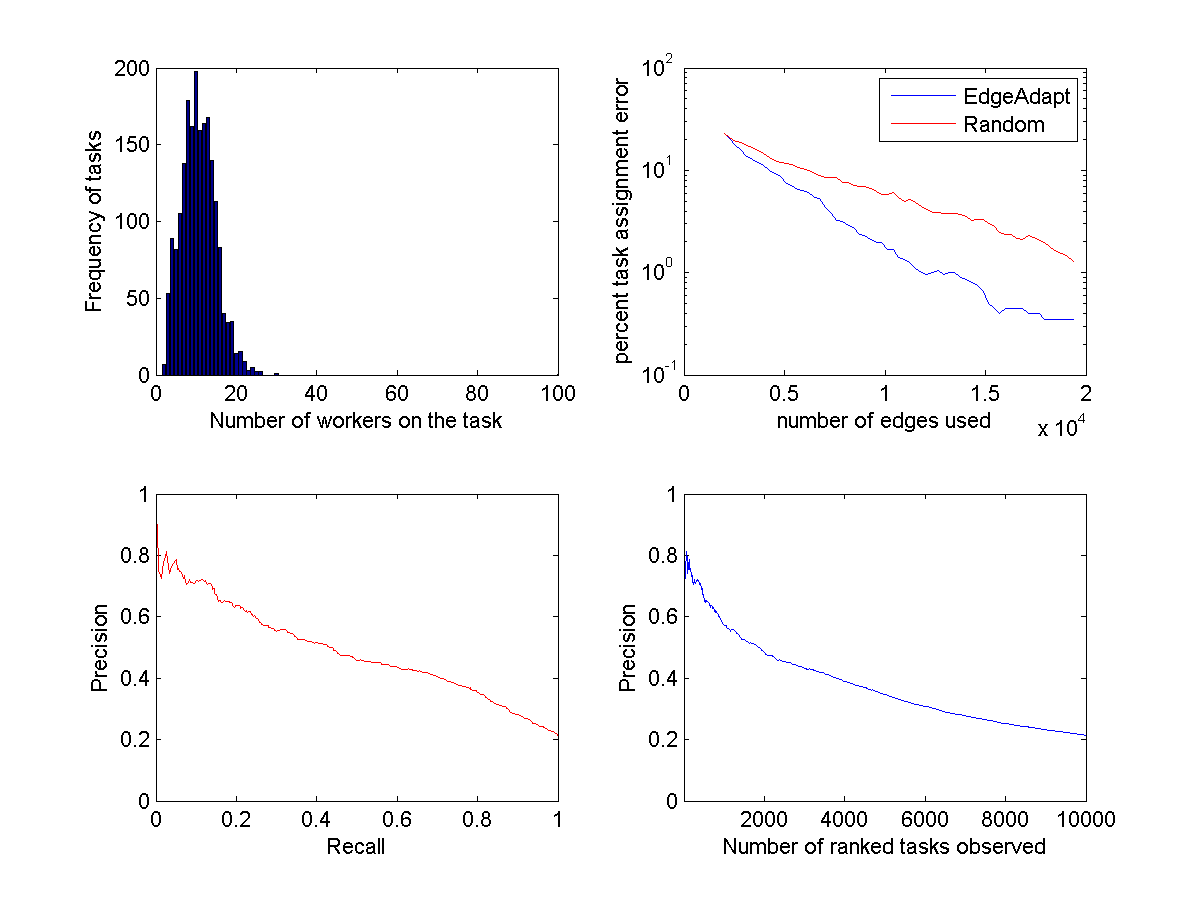 200
150
100
50
0
0 20 40 60 80 100
Frequency of tasks
Number of workers on the task
10^2
10^1
10^0
10^-1
0 0.5 1 1.5 2
x 10^4
percent task assignment error
number of edges used
EdgeAdapt
Random
1
0.8
0.6
0.4
0.2
0
0 0.2 0.4 0.6 0.8 1
Precision
Recall
1
0.8
0.6
0.4
0.2
0
2000 4000 6000 8000 10000
Precision
Number of ranked tasks observed